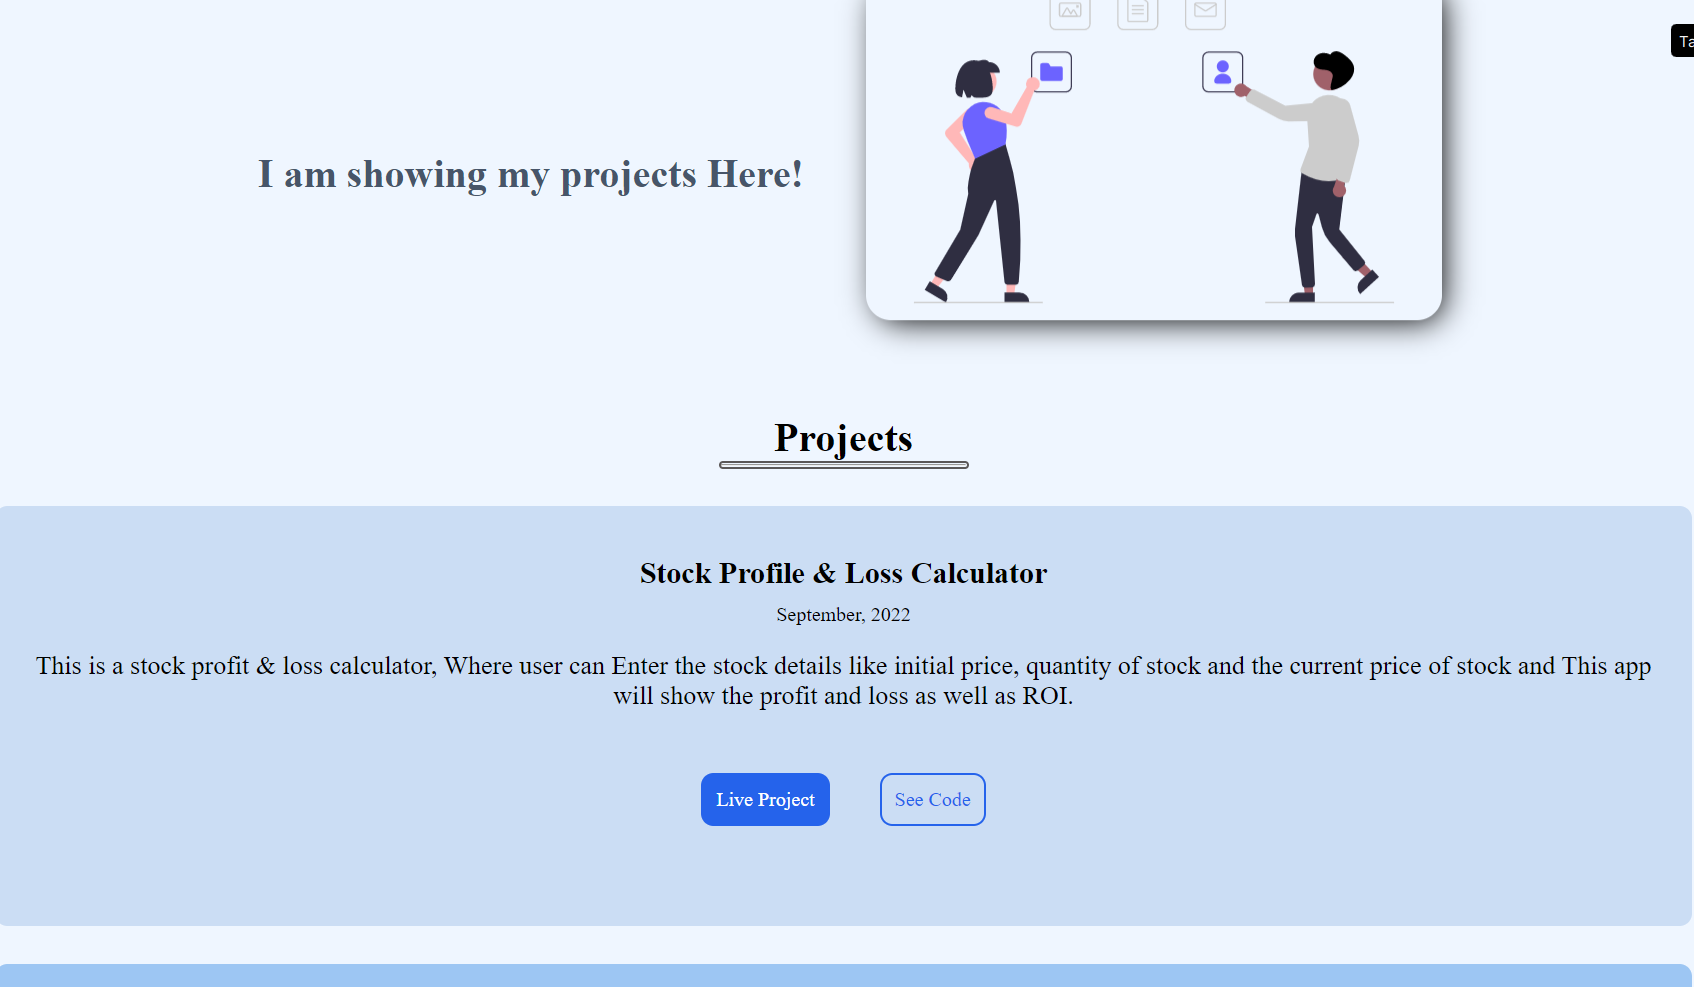 Ta
I am showing my projects Here!
Projects
Stock Profile & Loss Calculator
September, 2022
This is a stock profit & loss calculator, Where user can Enter the stock details like initial price, quantity of stock and the current price of stock and This app
will show the profit and loss as well as ROI.
Live Project
See Code